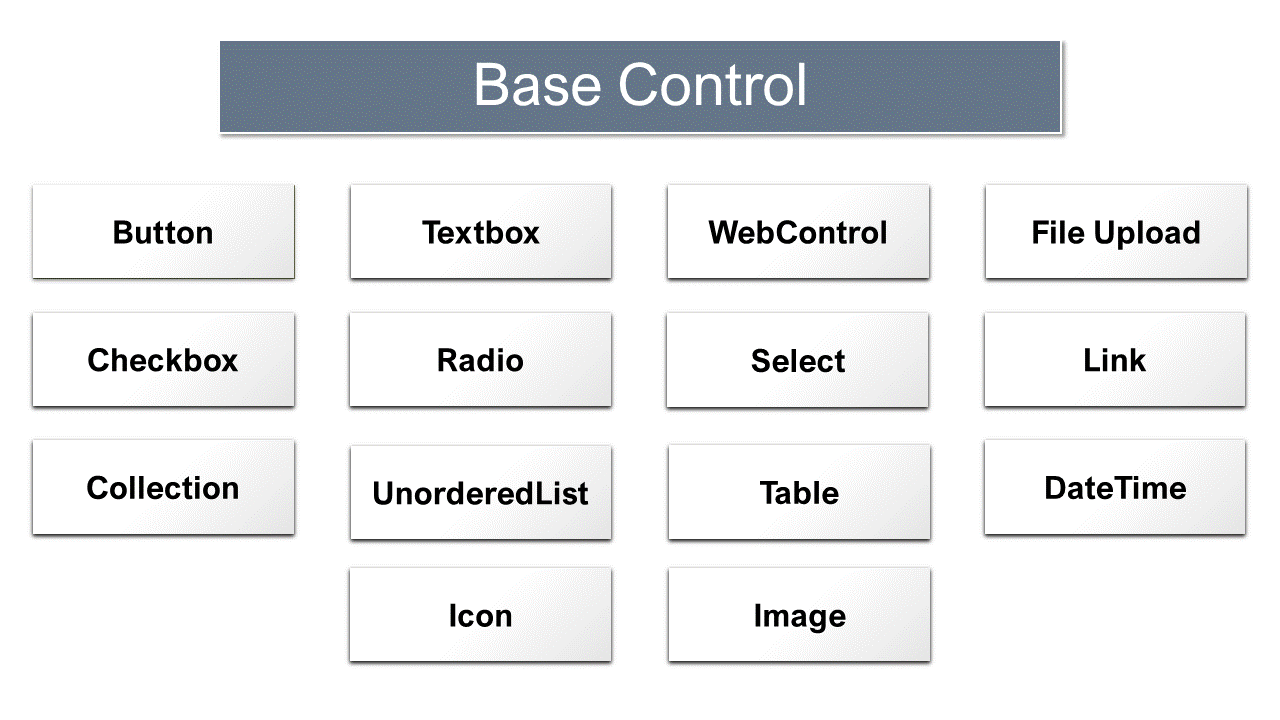 Base Control
Button
Textbox
WebControl
File Upload
Checkbox
Radio
Select
Link
Collection
UnorderedList
Table
DateTime
Icon
Image